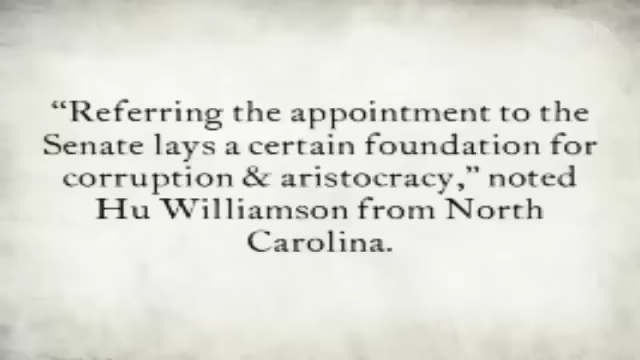 “Referring the appointment to the
Senate lays a certain foundation for
corruption & aristocracy,” noted
Hu Williamson from North
Carolina.